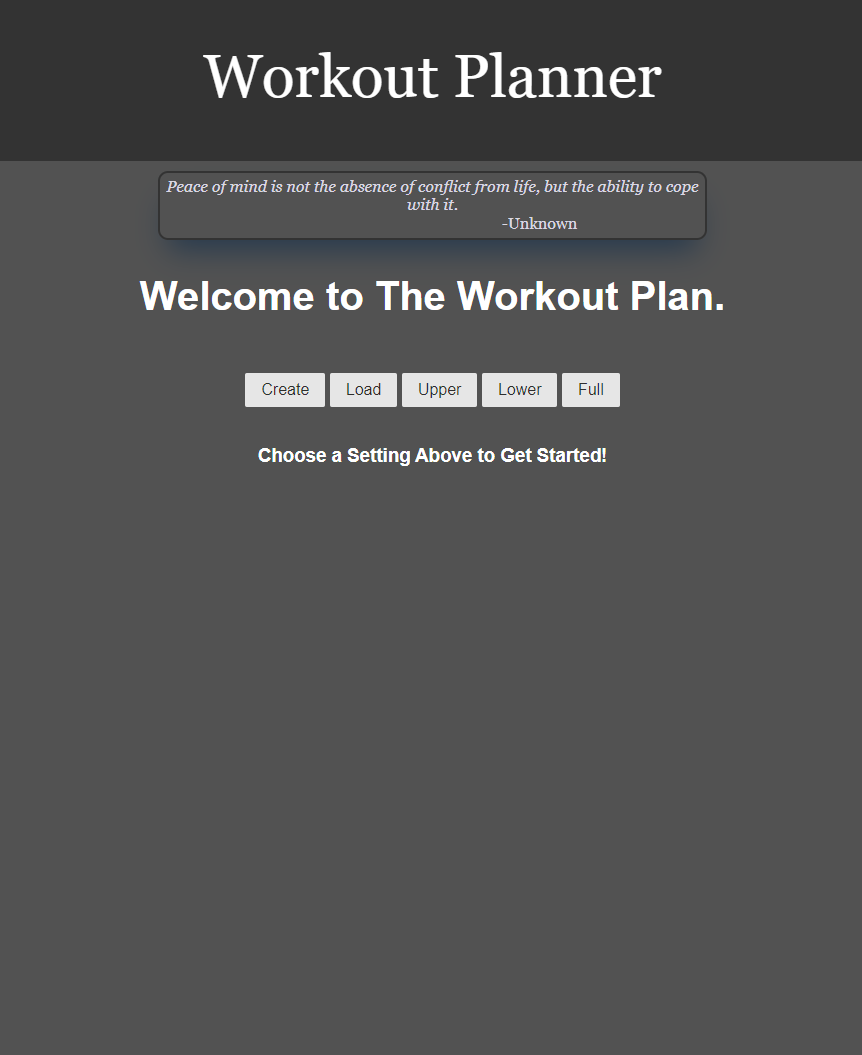 Workout Planner
Peace of mind is not the absence of conflict from life, but the ability to cope
with it.
-Unknown
Welcome to The Workout Plan.
Create Load Upper Lower Full
Choose a Setting Above to Get Started!